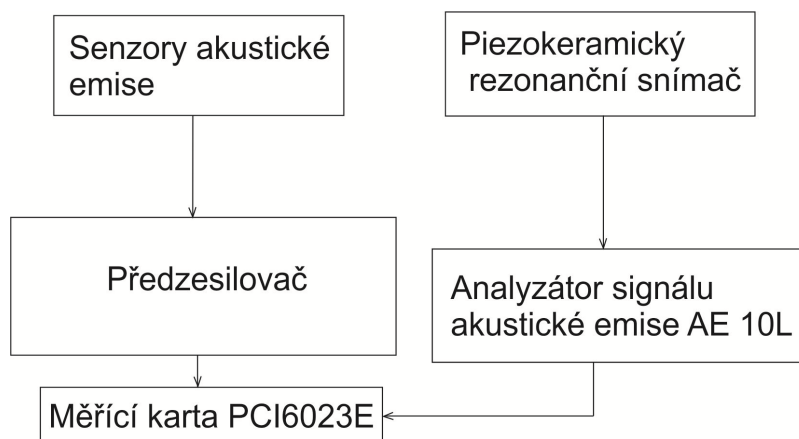 Senzory akustické
emise
Piezokeramický
rezonanční snímač
Předzesilovač
Analyzátor signálu
akustické emise AE 10L
Měřící karta PCI6023E